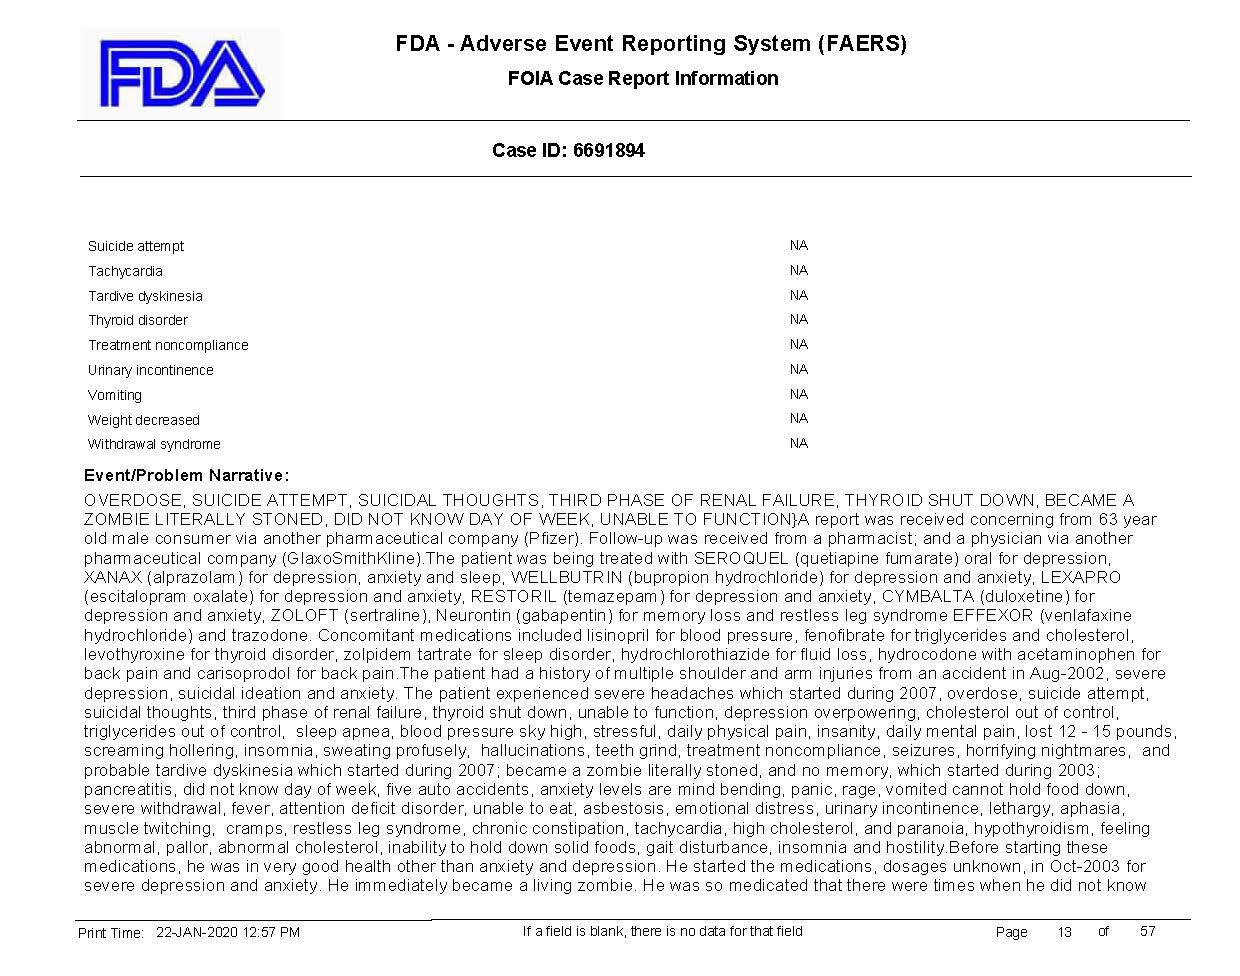 FDA
FDA - Adverse Event Reporting System (FAERS)
FOIA Case Report Information
Case ID: 6691894
Suicide attempt NA
Tachycardia NA
Tardive dyskinesia NA
Thyroid disorder NA
Treatment noncompliance NA
Urinary incontinence NA
Vomiting NA
Weight decreased NA
Withdrawal syndrome NA
Event/Problem Narrative:
OVERDOSE, SUICIDE ATTEMPT, SUICIDAL THOUGHTS, THIRD PHASE OF RENAL FAILURE, THYROID SHUT DOWN, BECAME A
ZOMBIE LITERALLY STONED, DID NOT KNOW DAY OF WEEK, UNABLE TO FUNCTION}A report was received concerning from 63 year
old male consumer via another pharmaceutical company (Pfizer). Follow-up was received from a pharmacist; and a physician via another
pharmaceutical company (GlaxoSmithKline).The patient was being treated with SEROQUEL (quetiapine fumarate) oral for depression,
XANAX (alprazolam) for depression, anxiety and sleep, WELLBUTRIN (bupropion hydrochloride) for depression and anxiety, LEXAPRO
(escitalopram oxalate) for depression and anxiety, RESTORIL (temazepam) for depression and anxiety, CYMBALTA (duloxetine) for
depression and anxiety, ZOLOFT (sertraline), Neurontin (gabapentin) for memory loss and restless leg syndrome EFFEXOR (venlafaxine
hydrochloride) and trazodone. Concomitant medications included lisinopril for blood pressure, fenofibrate for triglycerides and cholesterol,
levothyroxine for thyroid disorder, zolpidem tartrate for sleep disorder, hydrochlorothiazide for fluid loss, hydrocodone with acetaminophen for
back pain and carisoprodol for back pain.The patient had a history of multiple shoulder and arm injuries from an accident in Aug-2002, severe
depression, suicidal ideation and anxiety. The patient experienced severe headaches which started during 2007, overdose, suicide attempt,
suicidal thoughts, third phase of renal failure, thyroid shut down, unable to function, depression overpowering, cholesterol out of control,
triglycerides out of control, sleep apnea, blood pressure sky high, stressful, daily physical pain, insanity, daily mental pain, lost 12 - 15 pounds,
screaming hollering, insomnia, sweating profusely, hallucinations, teeth grind, treatment noncompliance, seizures, horrifying nightmares, and
probable tardive dyskinesia which started during 2007; became a zombie literally stoned, and no memory, which started during 2003;
pancreatitis, did not know day of week, five auto accidents, anxiety levels are mind bending, panic, rage, vomited cannot hold food down,
severe withdrawal, fever, attention deficit disorder, unable to eat, asbestosis, emotional distress, urinary incontinence, lethargy, aphasia,
muscle twitching, cramps, restless leg syndrome, chronic constipation, tachycardia, high cholesterol, and paranoia, hypothyroidism, feeling
abnormal, pallor, abnormal cholesterol, inability to hold down solid foods, gait disturbance, insomnia and hostility.Before starting these
medications, he was in very good health other than anxiety and depression. He started the medications, dosages unknown, in Oct-2003 for
severe depression and anxiety. He immediately became a living zombie. He was so medicated that there were times when he did not know
Print Time: 22-JAN-2020 12:57 PM If a field is blank, there is no data for that field Page 13 of 57